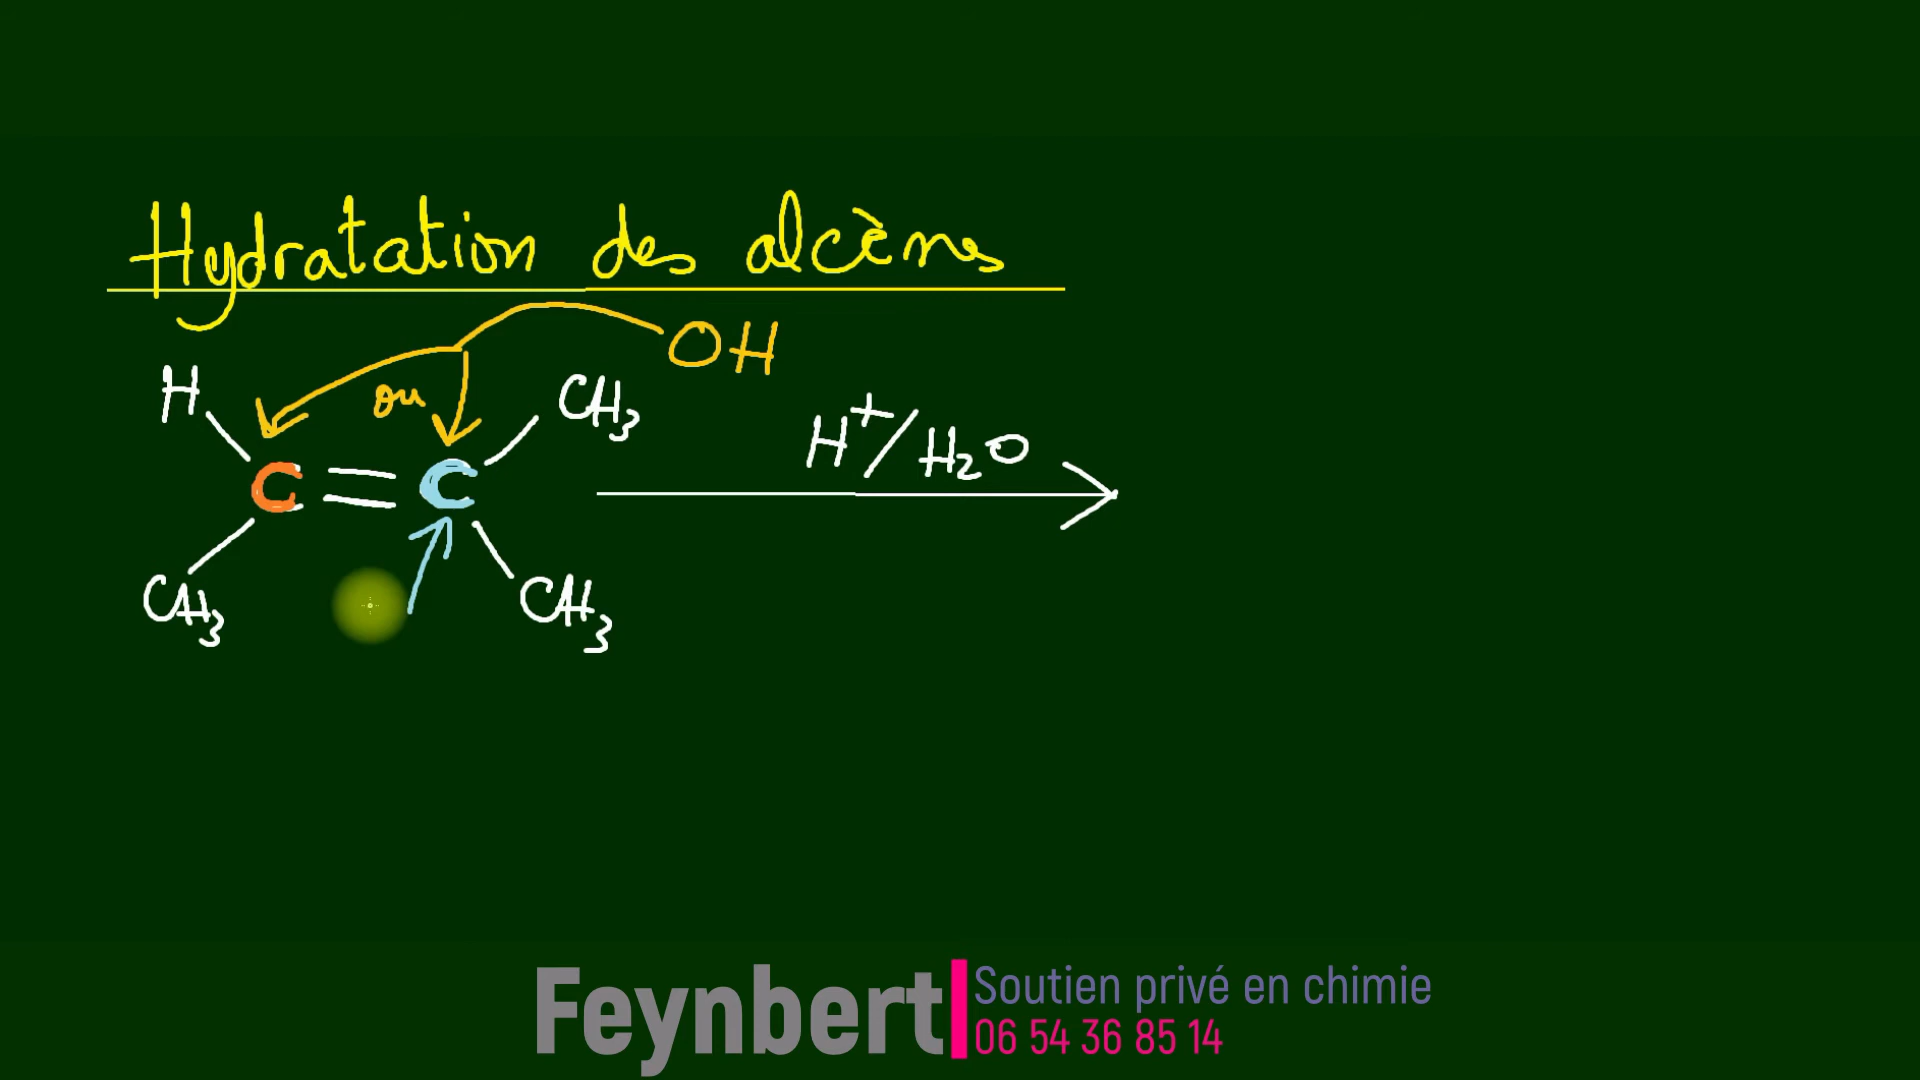 Hydratation des alcènes
OH
H
ou
CH3
H+/H2O
C=C
CH3
CH3
Feynbert
Soutien privé en chimie
06 54 36 85 14